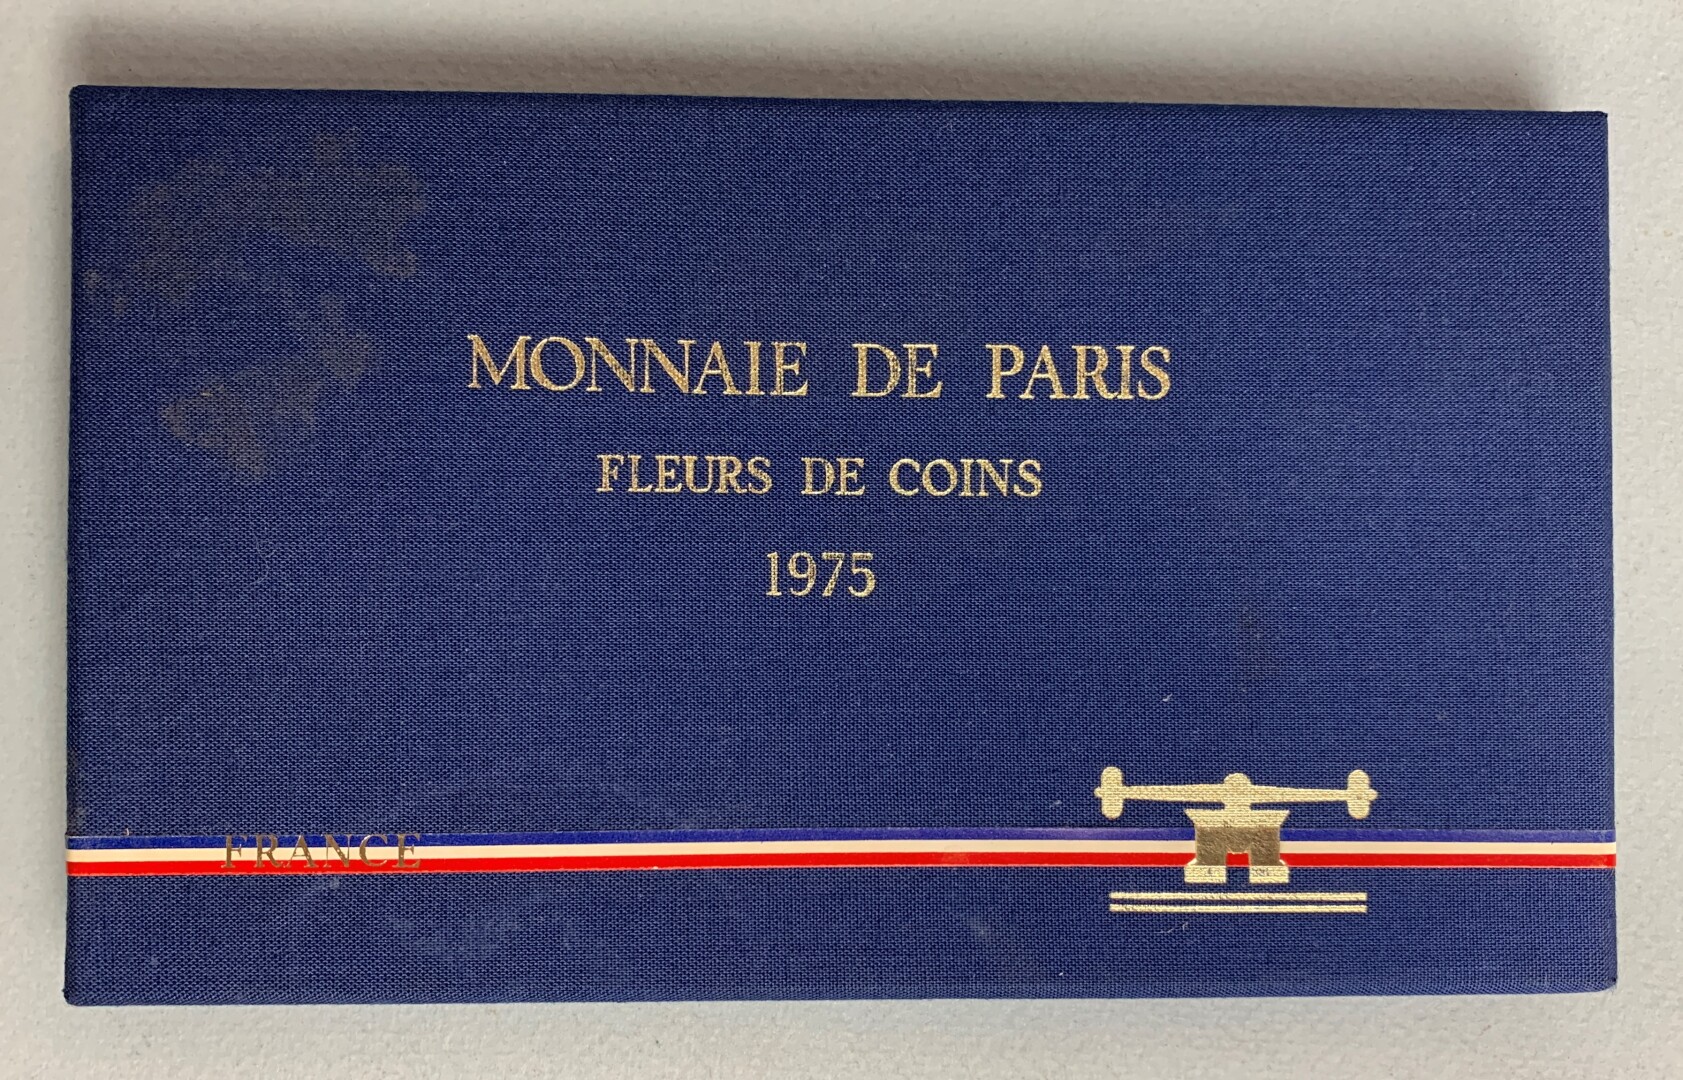 MONNAIE DE PARIS
FLEURS DE COINS
1975
FRANCE